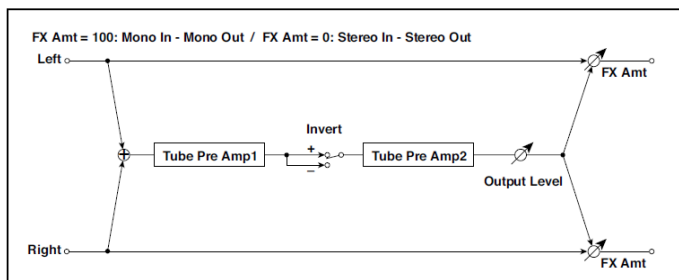 FX Amt = 100: Mono In - Mono Out / FX Amt = 0: Stereo In - Stereo Out
Left
FX Amt
Invert
+
Tube Pre Amp1
Tube Pre Amp2
–
Output Level
Right
FX Amt